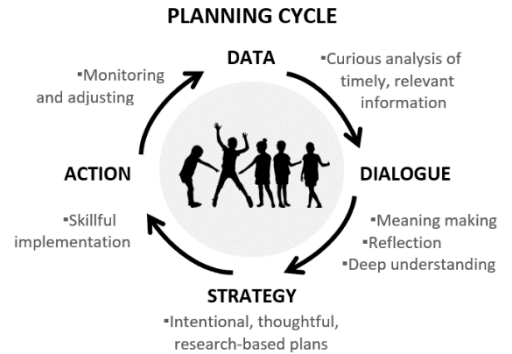 PLANNING CYCLE
DATA
▪Curious analysis of
timely, relevant
information
DIALOGUE
▪Meaning making
▪Reflection
▪Deep understanding
STRATEGY
▪Intentional, thoughtful,
research-based plans
ACTION
▪Skillful
implementation
▪Monitoring
and adjusting